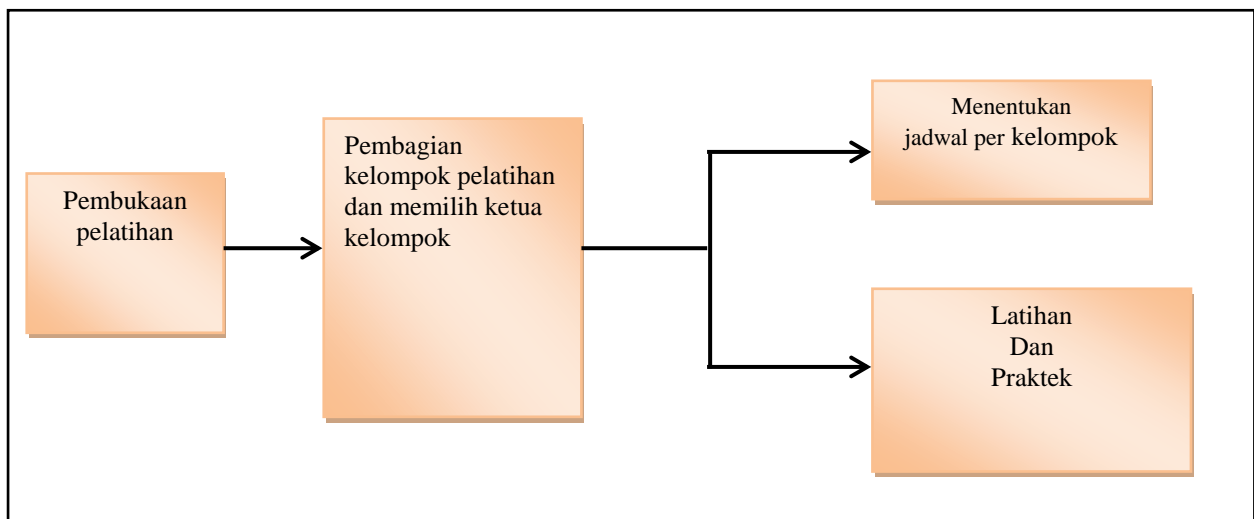 Pembukaan
pelatihan
Pembagian
kelompok pelatihan
dan memilih ketua
kelompok
Menentukan
jadwal per kelompok
Latihan
Dan
Praktek